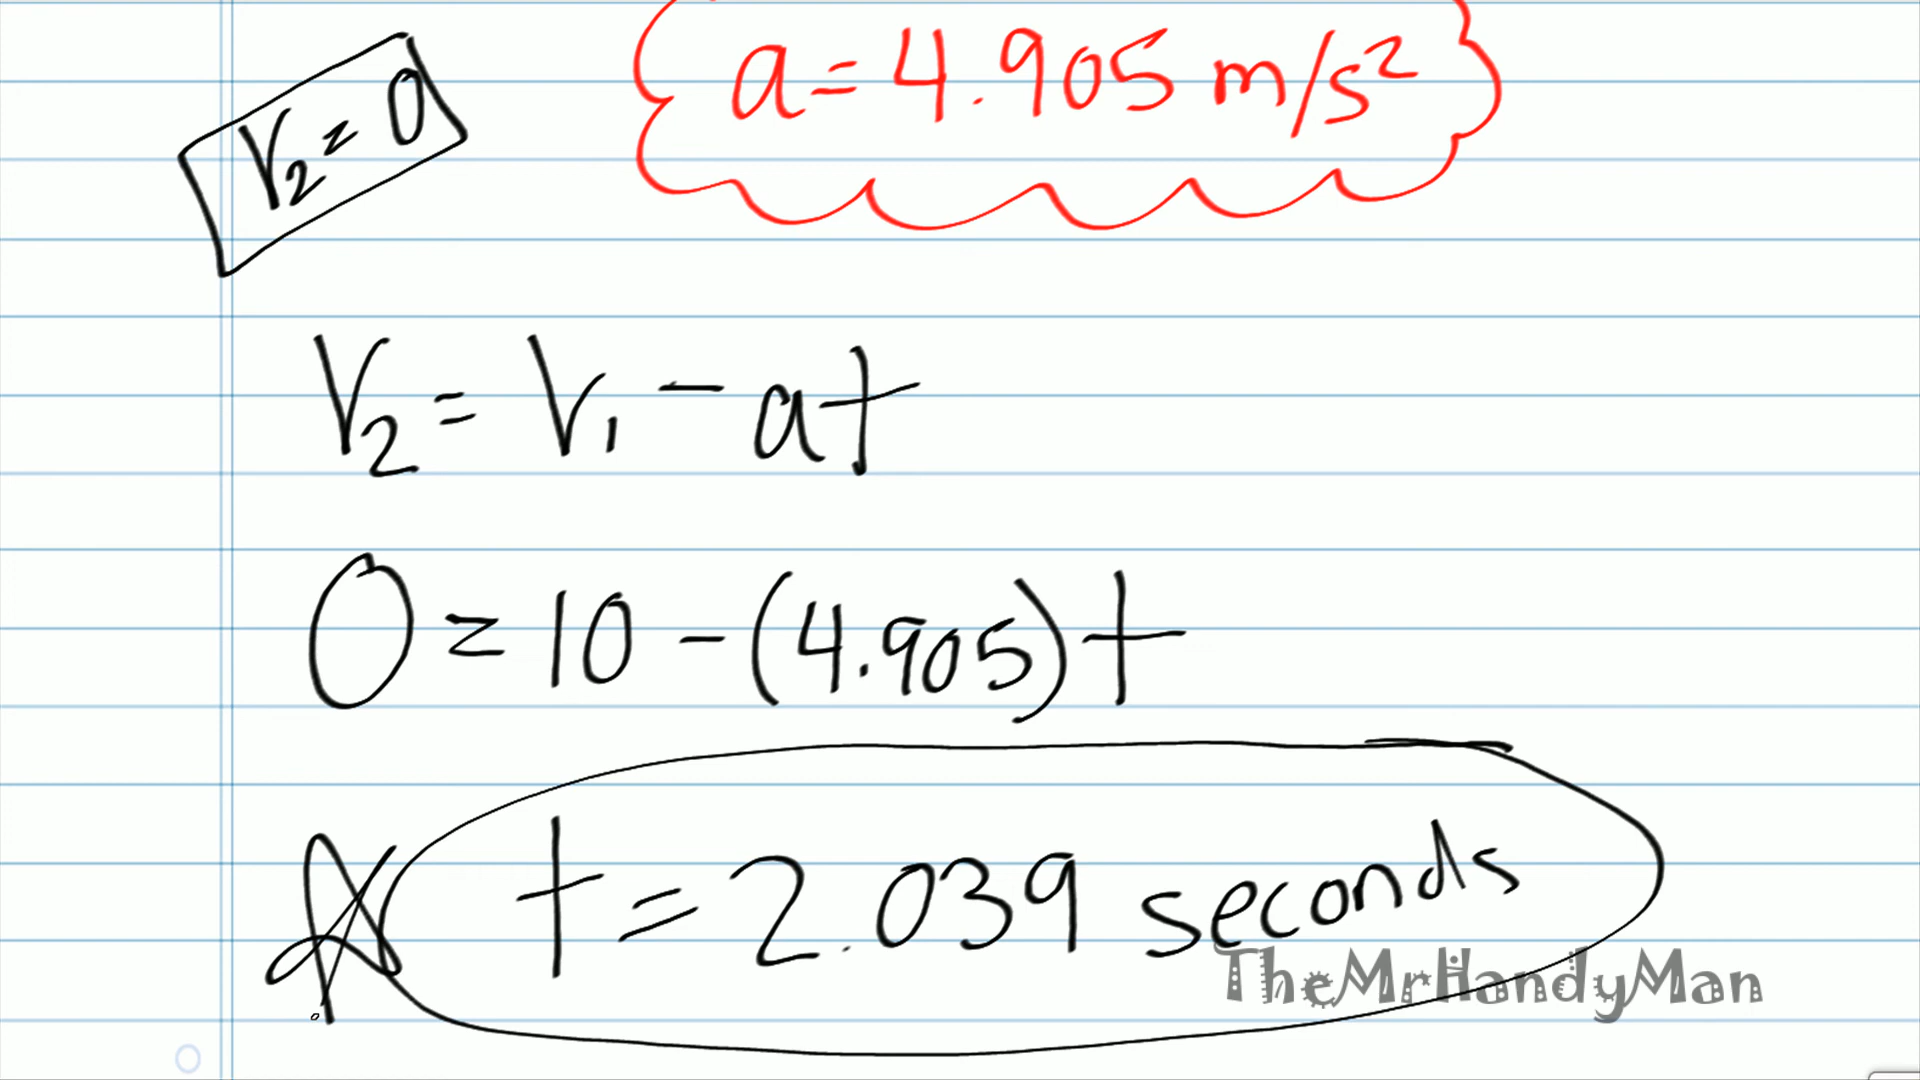 a = 4.905 m/s²
V₂ = 0
V₂ = V₁ - at
0 = 10 - (4.905)t
t = 2.039 seconds
TheMrHandyMan